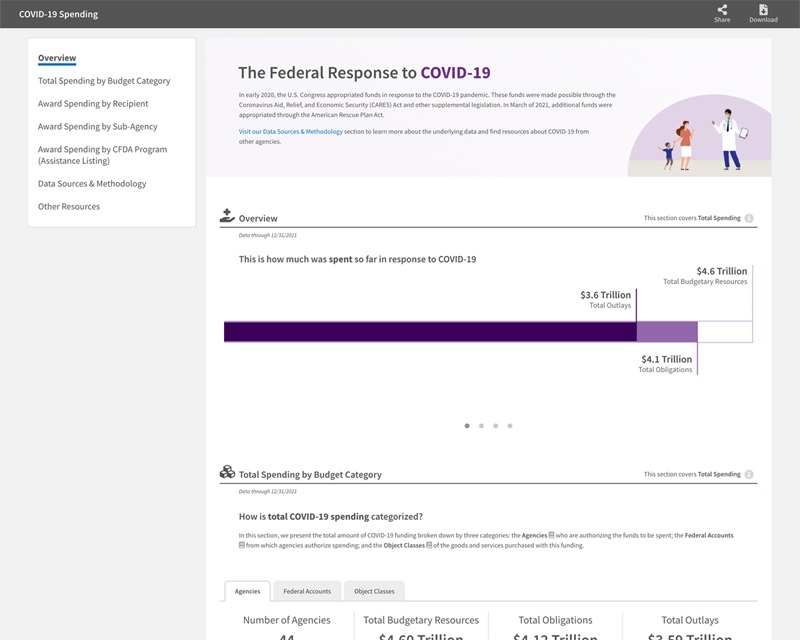 COVID-19 Spending
Share
Download
Overview
Total Spending by Budget Category
Award Spending by Recipient
Award Spending by Sub-Agency
Award Spending by CFDA Program
(Assistance Listing)
Data Sources & Methodology
Other Resources
The Federal Response to COVID-19
In early 2020, the U.S. Congress appropriated funds in response to the COVID-19 pandemic. These funds were made possible through the
Coronavirus Aid, Relief, and Economic Security (CARES) Act and other supplemental legislation. In March of 2021, additional funds were
appropriated through the American Rescue Plan Act.
Visit our Data Sources & Methodology section to learn more about the underlying data and find resources about COVID-19 from
other agencies.
Overview
This section covers Total Spending
Data through 12/31/2021
This is how much was spent so far in response to COVID-19
$4.6 Trillion
Total Budgetary Resources
$3.6 Trillion
Total Outlays
$4.1 Trillion
Total Obligations
Total Spending by Budget Category
This section covers Total Spending
Data through 12/31/2021
How is total COVID-19 spending categorized?
In this section, we present the total amount of COVID-19 funding broken down by three categories: the Agencies who are authorizing the funds to be spent; the Federal Accounts
from which agencies authorize spending; and the Object Classes of the goods and services purchased with this funding.
Agencies
Federal Accounts
Object Classes
Number of Agencies
Total Budgetary Resources
Total Obligations
Total Outlays
44
$4.60 Trillion
$4.12 Trillion
$3.59 Trillion